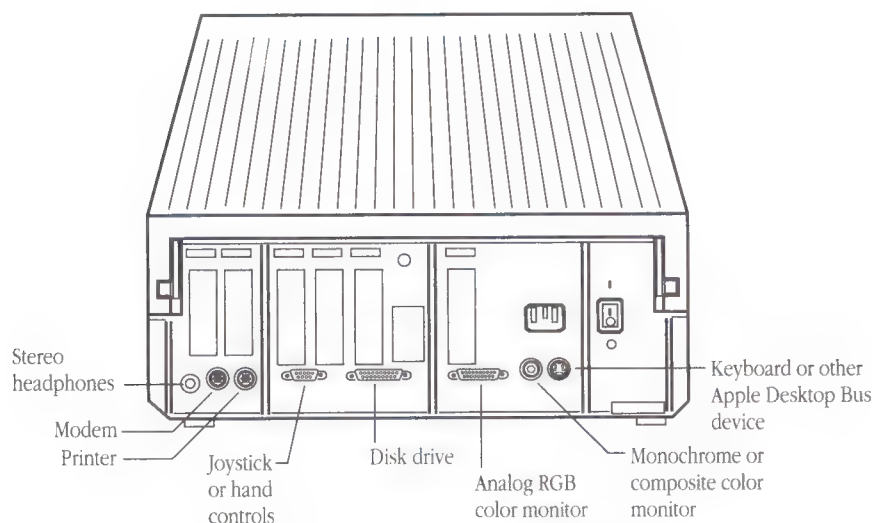 Stereo
headphones
Modem
Printer
Joystick
or hand
controls
Disk drive
Analog RGB
color monitor
Monochrome or
composite color
monitor
Keyboard or other
Apple Desktop Bus
device